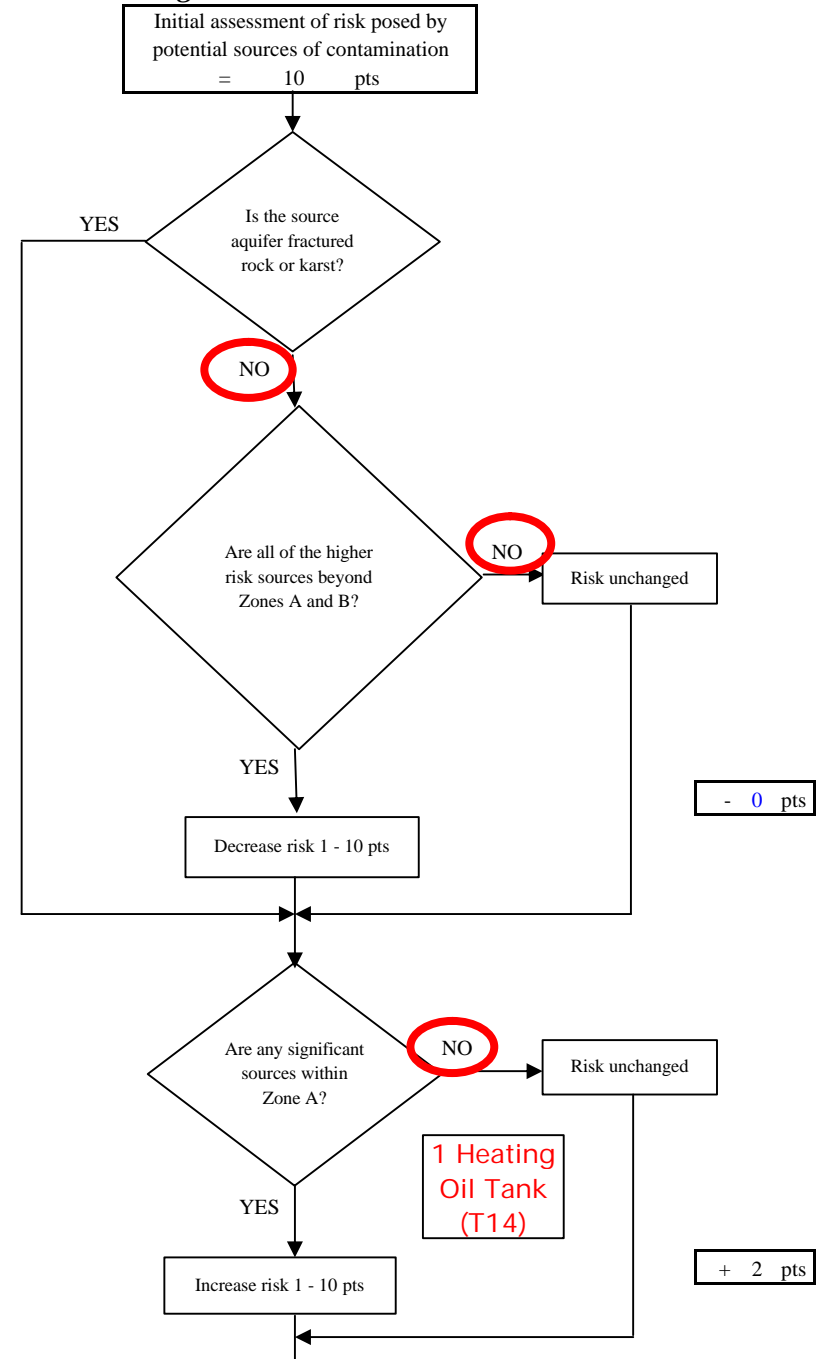 Initial assessment of risk posed by
potential sources of contamination
= 10 pts
YES
Is the source
aquifer fractured
rock or karst?
NO
Are all of the higher
risk sources beyond
Zones A and B?
NO
Risk unchanged
YES
- 0 pts
Decrease risk 1 - 10 pts
Are any significant
sources within
Zone A?
NO
Risk unchanged
1 Heating
Oil Tank
(T14)
YES
+ 2 pts
Increase risk 1 - 10 pts